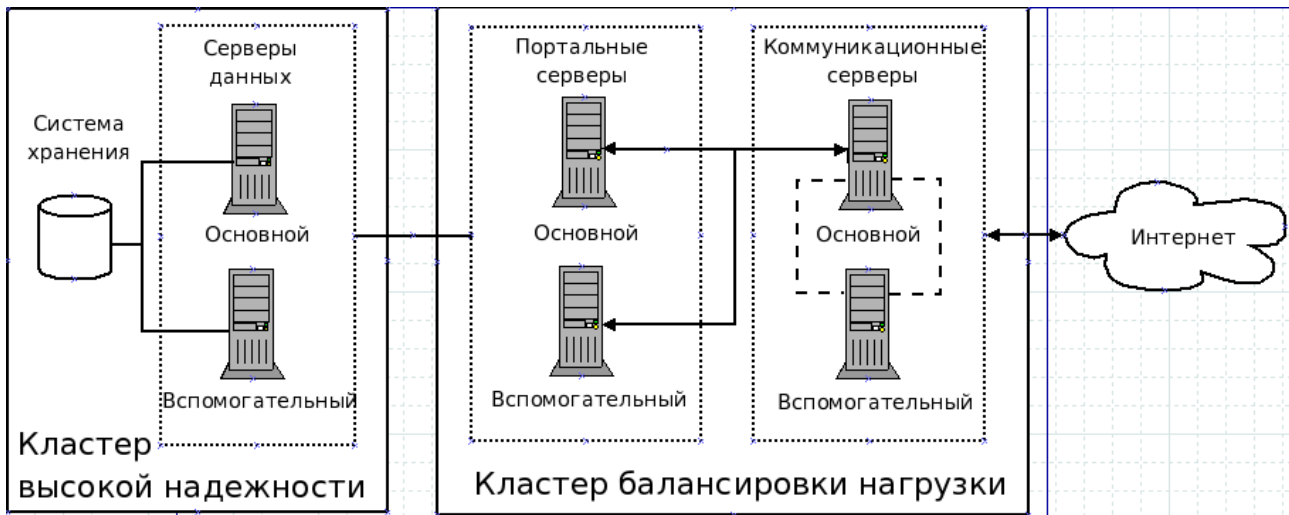 Серверы
данных
Система
хранения
Основной
Вспомогательный
Кластер
высокой надежности
Портальные
серверы
Основной
Вспомогательный
Коммуникационные
серверы
Основной
Вспомогательный
Кластер балансировки нагрузки
Интернет